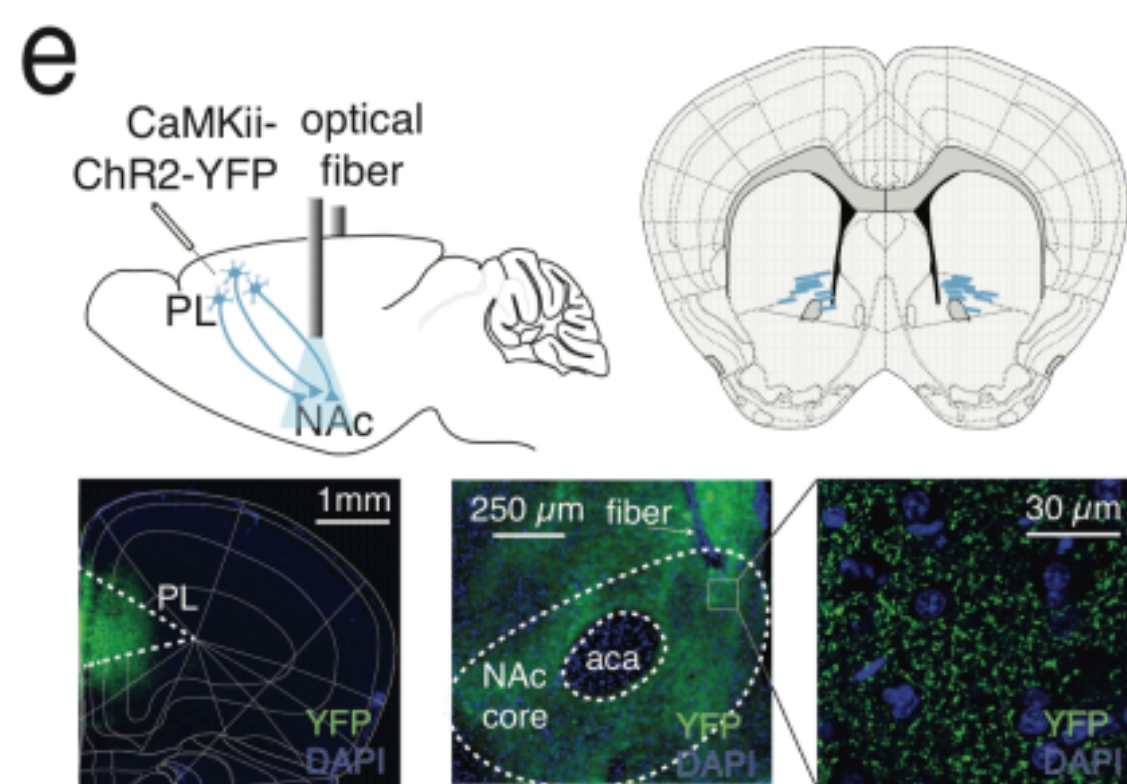 e
CaMKii-
ChR2-YFP
optical
fiber
PL
NAc
1mm
PL
YFP
DAPI
250 µm
fiber
aca
NAc
core
YFP
DAPI
30 µm
YFP
DAPI